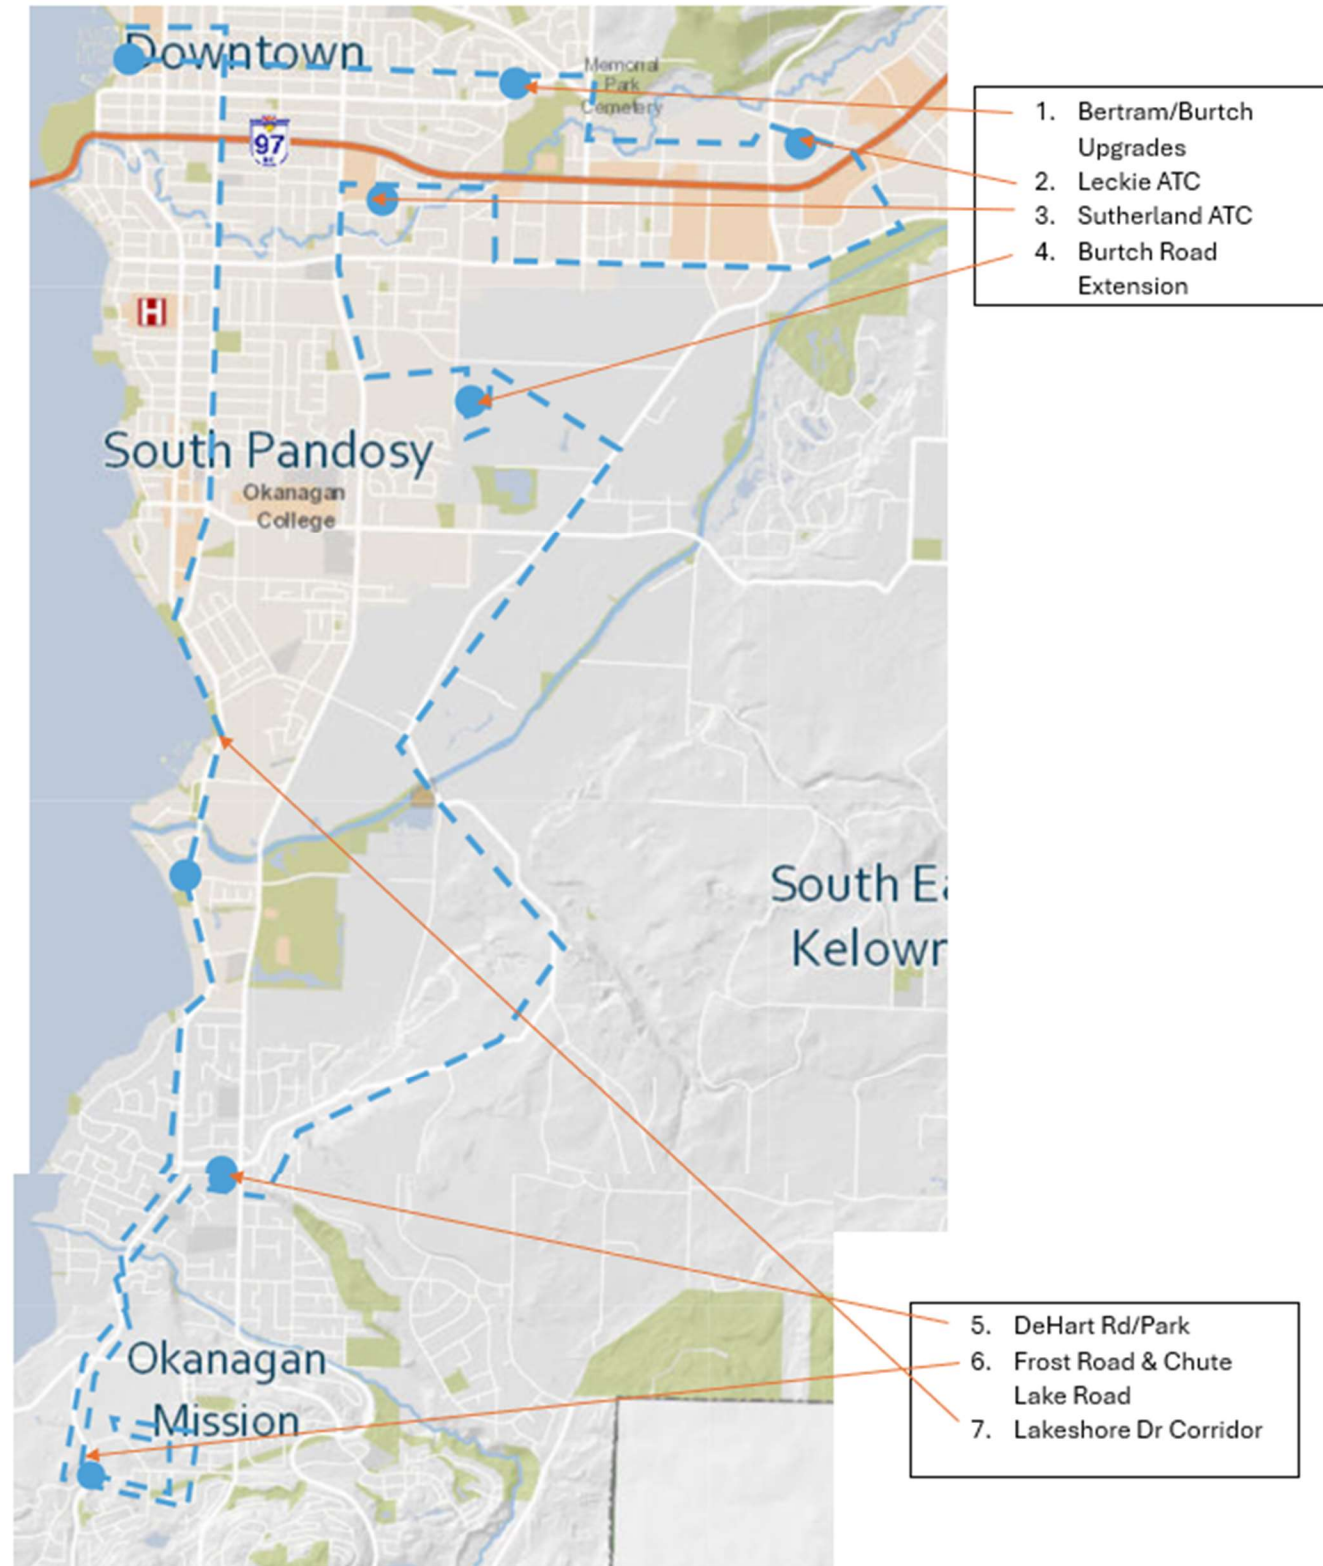 Downtown
Memorial
Park
Cemetery
97
BC
1. Bertram/Burtch
Upgrades
2. Leckie ATC
3. Sutherland ATC
4. Burtch Road
Extension
H
South Pandosy
Okanagan
College
South Ea
Kelowr
5. DeHart Rd/Park
6. Frost Road & Chute
Lake Road
7. Lakeshore Dr Corridor
Okanagan
Mission